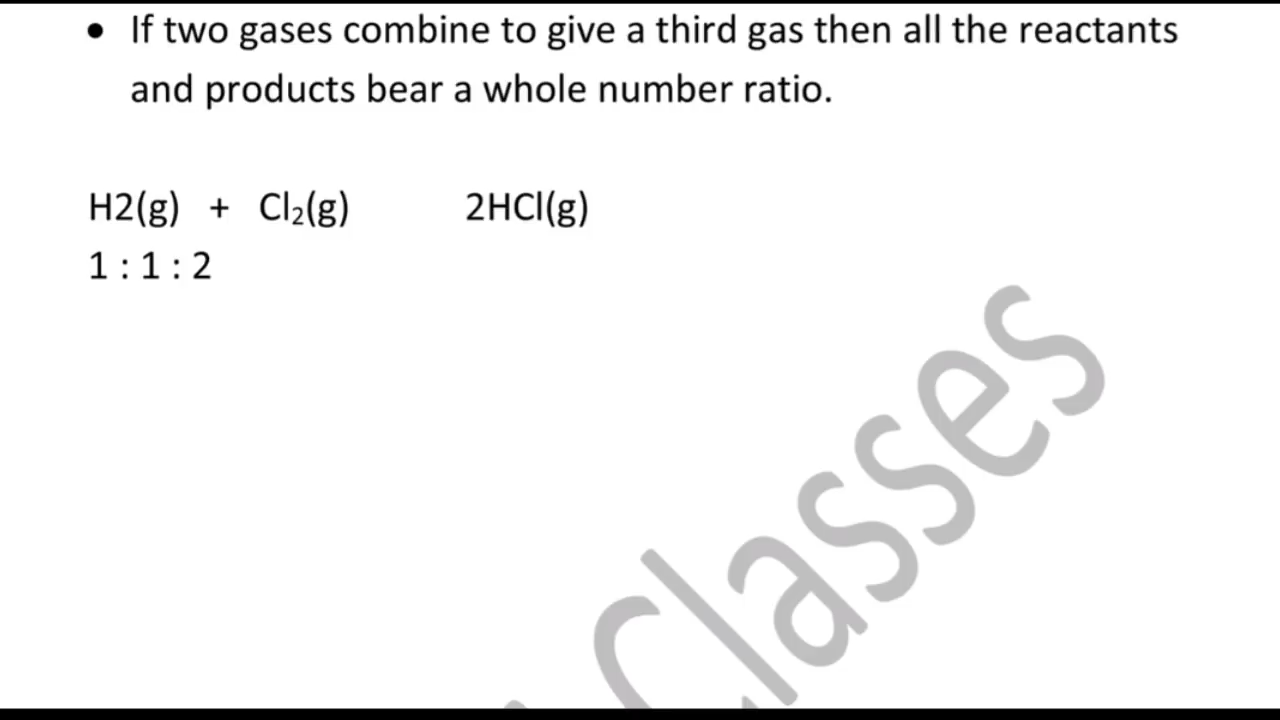 • If two gases combine to give a third gas then all the reactants
and products bear a whole number ratio.
H2(g) + Cl₂(g) 2HCl(g)
1 : 1 : 2
Classes